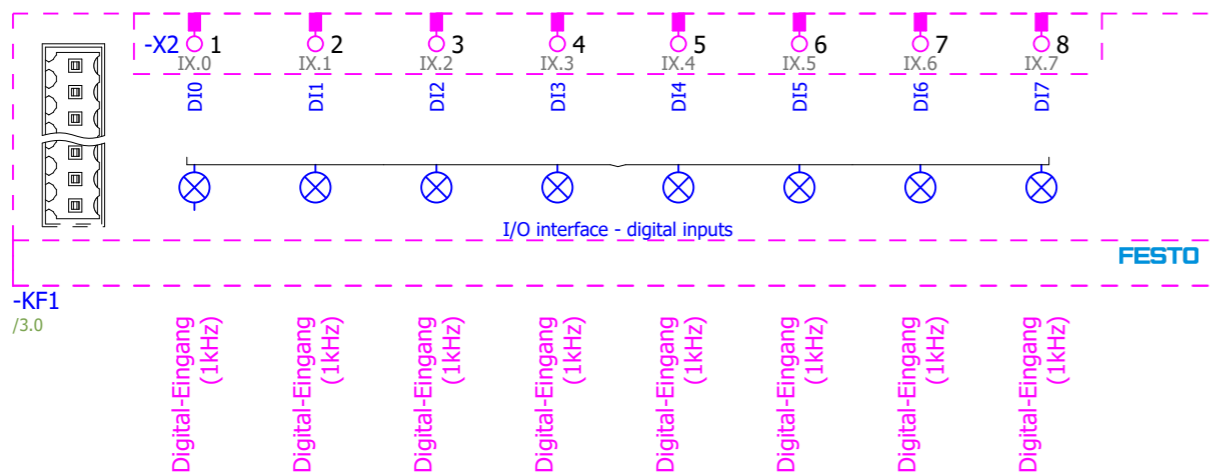 -X2 1 2 3 4 5 6 7 8
IX.0 IX.1 IX.2 IX.3 IX.4 IX.5 IX.6 IX.7
DI0 DI1 DI2 DI3 DI4 DI5 DI6 DI7
I/O interface - digital inputs
FESTO
-KF1
/3.0
Digital-Eingang
(1kHz)
Digital-Eingang
(1kHz)
Digital-Eingang
(1kHz)
Digital-Eingang
(1kHz)
Digital-Eingang
(1kHz)
Digital-Eingang
(1kHz)
Digital-Eingang
(1kHz)
Digital-Eingang
(1kHz)